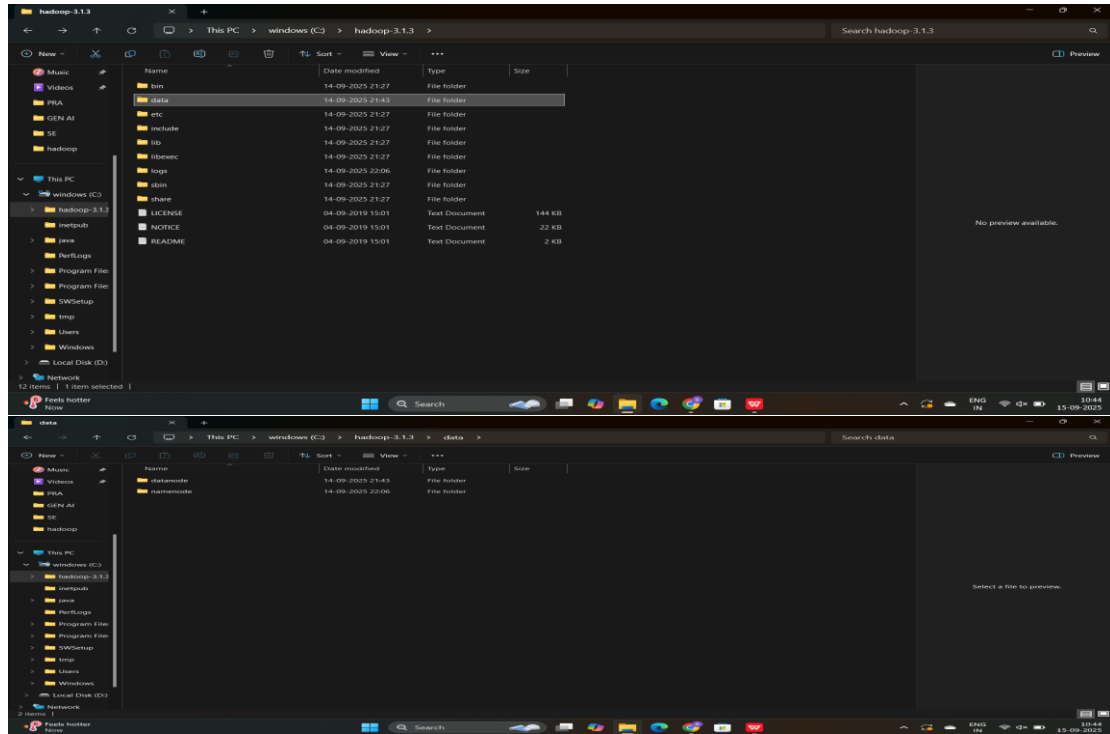 hadoop-3.1.3
This PC > windows (C:) > hadoop-3.1.3 >
Search hadoop-3.1.3
New
Sort
View
Preview
Music
Videos
PRA
GEN AI
SE
hadoop
This PC
windows (C:)
hadoop-3.1.3
inetpub
java
PerfLogs
Program Files
Program Files
SWSetup
tmp
Users
Windows
Local Disk (D:)
Network
Name Date modified Type Size
bin 14-09-2025 21:27 File folder
data 14-09-2025 21:43 File folder
etc 14-09-2025 21:27 File folder
include 14-09-2025 21:27 File folder
lib 14-09-2025 21:27 File folder
libexec 14-09-2025 21:27 File folder
logs 14-09-2025 22:06 File folder
sbin 14-09-2025 21:27 File folder
share 14-09-2025 21:27 File folder
LICENSE 04-09-2019 15:01 Text Document 144 KB
NOTICE 04-09-2019 15:01 Text Document 22 KB
README 04-09-2019 15:01 Text Document 2 KB
No preview available.
12 items | 1 item selected |
Feels hotter
Now
Search
ENG
IN
10:44
15-09-2025
data
This PC > windows (C:) > hadoop-3.1.3 > data >
Search data
New
Sort
View
Preview
Music
Videos
PRA
GEN AI
SE
hadoop
This PC
windows (C:)
hadoop-3.1.3
inetpub
java
PerfLogs
Program Files
Program Files
SWSetup
tmp
Users
Windows
Local Disk (D:)
Network
Name Date modified Type Size
datanode 14-09-2025 21:43 File folder
namenode 14-09-2025 22:06 File folder
Select a file to preview.
2 items |
Feels hotter
Now
Search
ENG
IN
10:44
15-09-2025